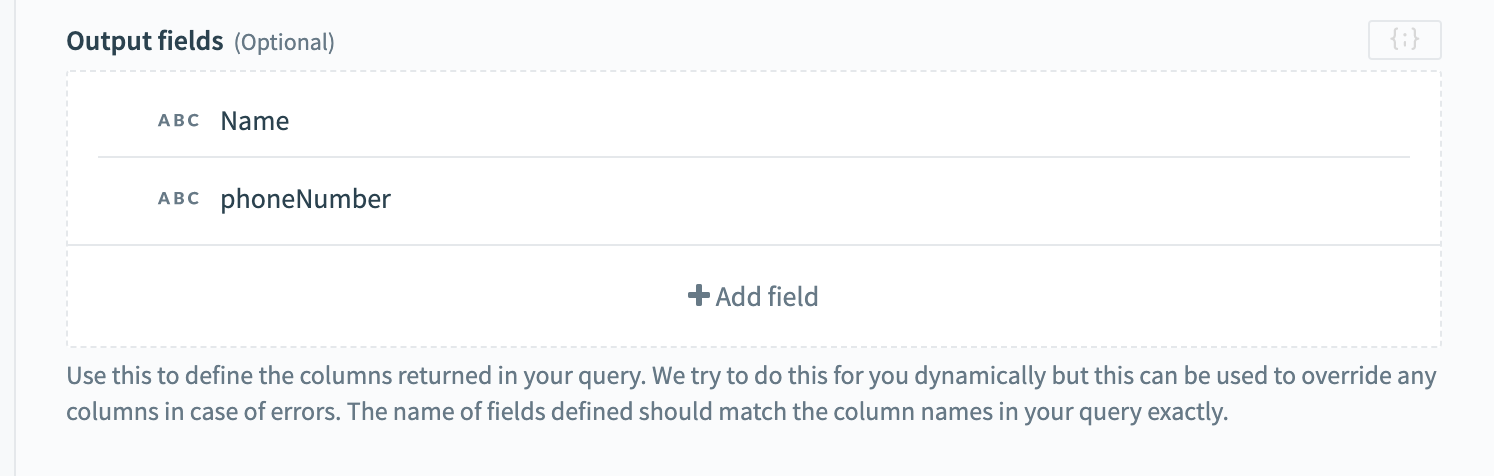 Output fields (Optional) {;}
ABC Name
ABC phoneNumber
+ Add field
Use this to define the columns returned in your query. We try to do this for you dynamically but this can be used to override any
columns in case of errors. The name of fields defined should match the column names in your query exactly.